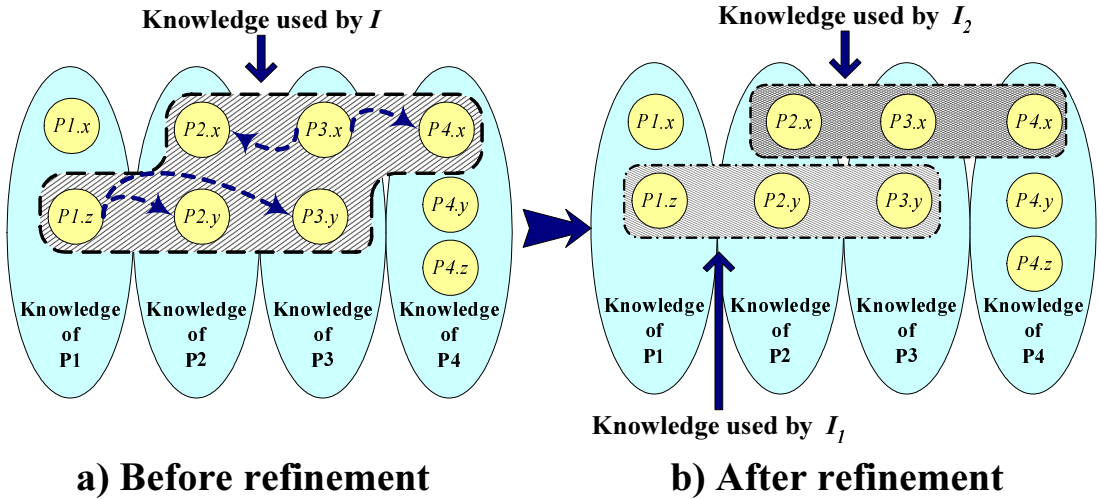 Knowledge used by I
P1.x
P2.x
P3.x
P4.x
P1.z
P2.y
P3.y
P4.y
P4.z
Knowledge
of
P1
Knowledge
of
P2
Knowledge
of
P3
Knowledge
of
P4
a) Before refinement
Knowledge used by I2
P1.x
P2.x
P3.x
P4.x
P1.z
P2.y
P3.y
P4.y
P4.z
Knowledge
of
P1
Knowledge
of
P2
Knowledge
of
P3
Knowledge
of
P4
Knowledge used by I1
b) After refinement